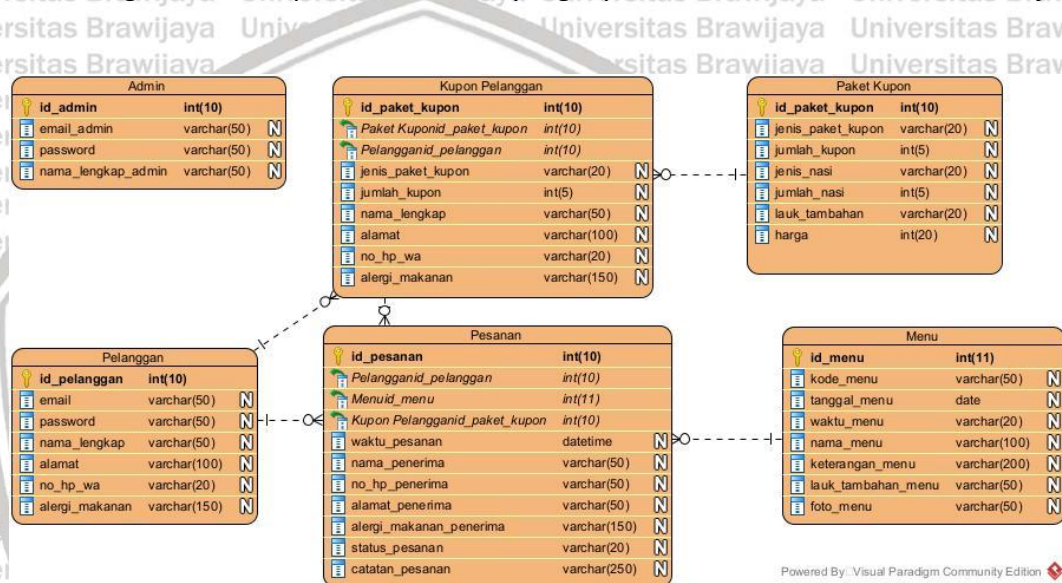 Universitas Brawijaya
Universitas Brawijaya
Admin
id_admin int(10)
email_admin varchar(50) N
password varchar(50) N
nama_lengkap_admin varchar(50) N
Kupon Pelanggan
id_paket_kupon int(10)
Paket Kuponid_paket_kupon int(10)
Pelangganid_pelanggan int(10)
jenis_paket_kupon varchar(20) N
jumlah_kupon int(5) N
nama_lengkap varchar(50) N
alamat varchar(100) N
no_hp_wa varchar(20) N
alergi_makanan varchar(150) N
Paket Kupon
id_paket_kupon int(10)
jenis_paket_kupon varchar(20) N
jumlah_kupon int(5) N
jenis_nasi varchar(20) N
jumlah_nasi int(5) N
lauk_tambahan varchar(20) N
harga int(20) N
Pelanggan
id_pelanggan int(10)
email varchar(50) N
password varchar(50) N
nama_lengkap varchar(50) N
alamat varchar(100) N
no_hp_wa varchar(20) N
alergi_makanan varchar(150) N
Pesanan
id_pesanan int(10)
Pelangganid_pelanggan int(10)
Menuid_menu int(11)
Kupon Pelangganid_paket_kupon int(10)
waktu_pesanan datetime N
nama_penerima varchar(50) N
no_hp_penerima varchar(50) N
alamat_penerima varchar(50) N
alergi_makanan_penerima varchar(150) N
status_pesanan varchar(20) N
catatan_pesanan varchar(250) N
Menu
id_menu int(11)
kode_menu varchar(50) N
tanggal_menu date N
waktu_menu varchar(20) N
nama_menu varchar(100) N
keterangan_menu varchar(200) N
lauk_tambahan_menu varchar(50) N
foto_menu varchar(50) N
Powered By: Visual Paradigm Community Edition